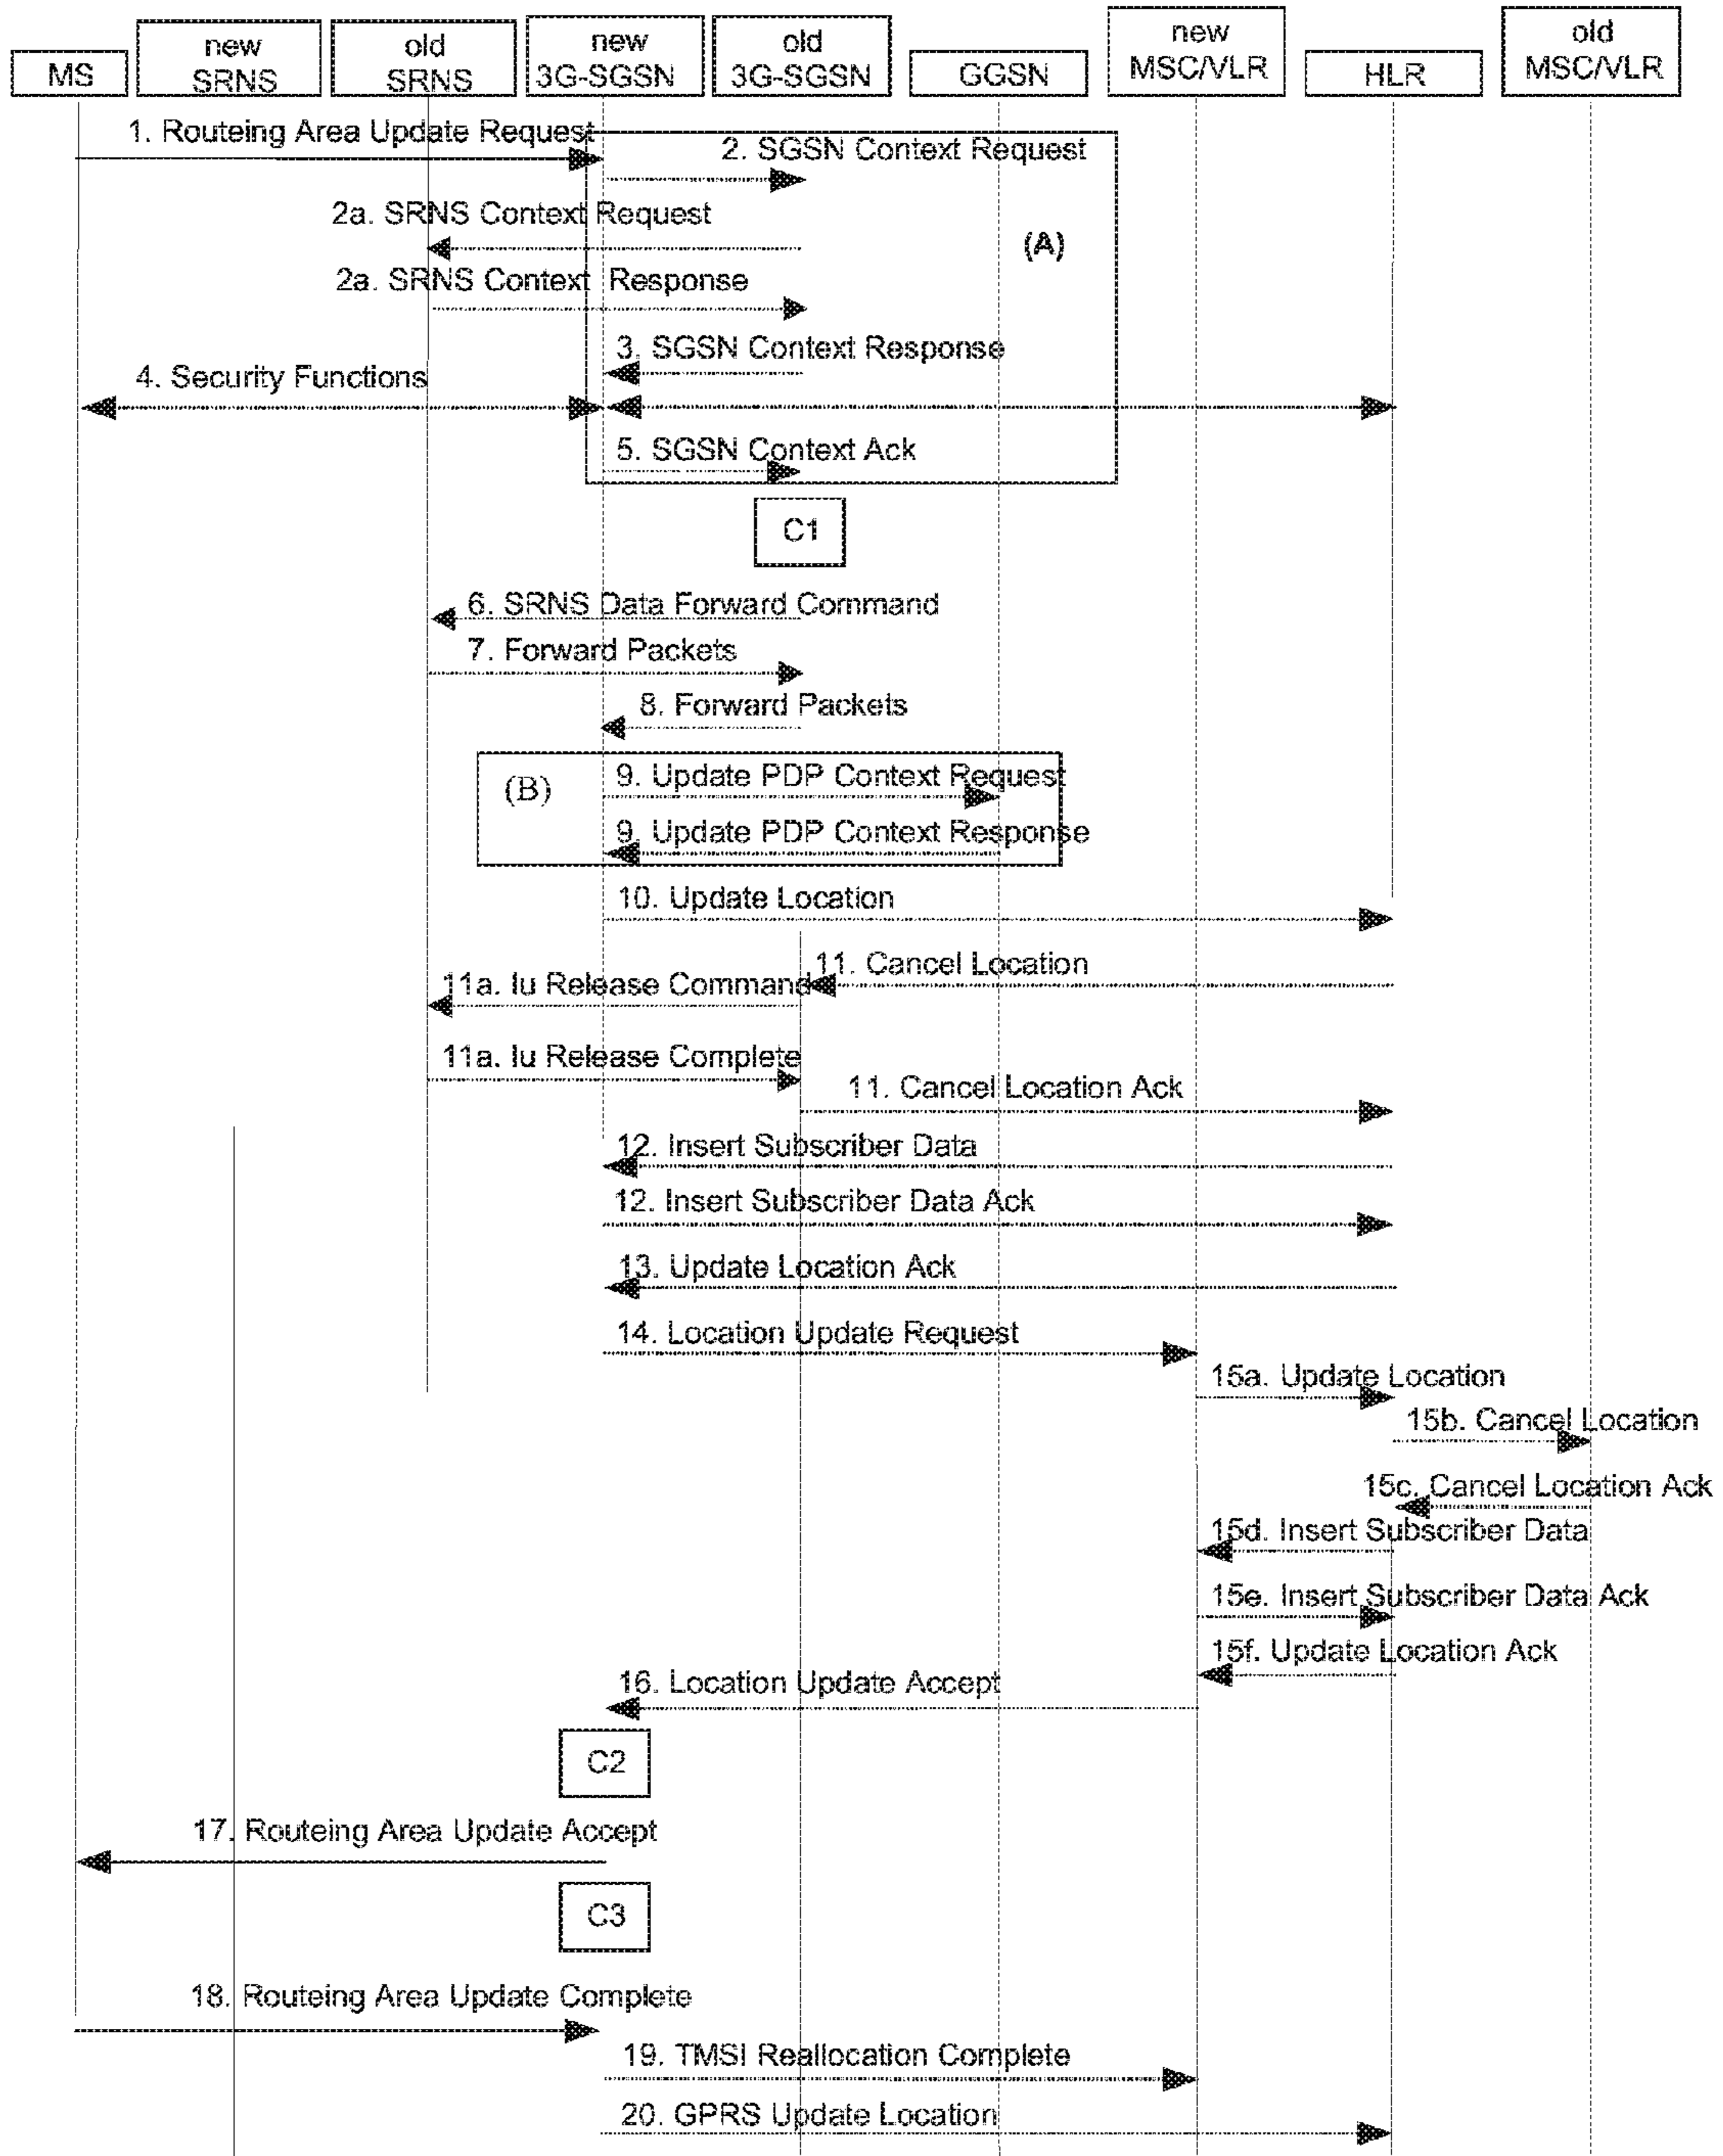 MS
new
SRNS
old
SRNS
new
3G-SGSN
old
3G-SGSN
GGSN
new
MSC/VLR
HLR
old
MSC/VLR
1. Routeing Area Update Request
2. SGSN Context Request
2a. SRNS Context Request
(A)
2a. SRNS Context Response
3. SGSN Context Response
4. Security Functions
5. SGSN Context Ack
C1
6. SRNS Data Forward Command
7. Forward Packets
8. Forward Packets
(B)
9. Update PDP Context Request
9. Update PDP Context Response
10. Update Location
11. Cancel Location
11a. Iu Release Command
11a. Iu Release Complete
11. Cancel Location Ack
12. Insert Subscriber Data
12. Insert Subscriber Data Ack
13. Update Location Ack
14. Location Update Request
15a. Update Location
15b. Cancel Location
15c. Cancel Location Ack
15d. Insert Subscriber Data
15e. Insert Subscriber Data Ack
15f. Update Location Ack
16. Location Update Accept
C2
17. Routeing Area Update Accept
C3
18. Routeing Area Update Complete
19. TMSI Reallocation Complete
20. GPRS Update Location